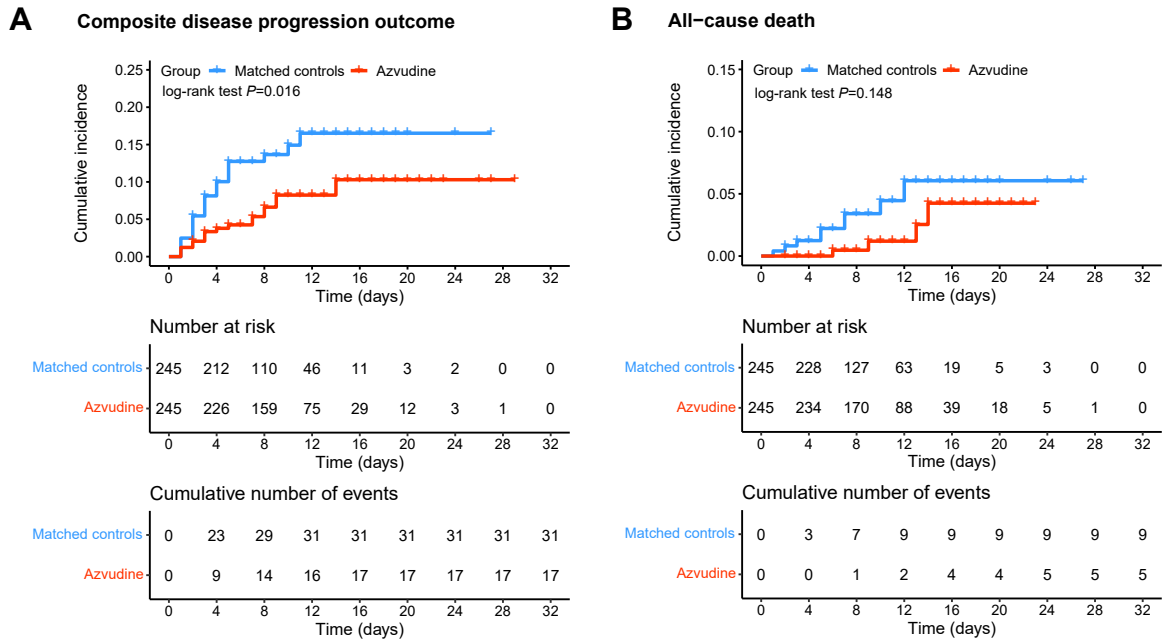 A Composite disease progression outcome
Group Matched controls Azvudine
log-rank test P=0.016
Cumulative incidence
0.25
0.20
0.15
0.10
0.05
0.00
0 4 8 12 16 20 24 28 32
Time (days)
Number at risk
Matched controls 245 212 110 46 11 3 2 0 0
Azvudine 245 226 159 75 29 12 3 1 0
0 4 8 12 16 20 24 28 32
Time (days)
Cumulative number of events
Matched controls 0 23 29 31 31 31 31 31 31
Azvudine 0 9 14 16 17 17 17 17 17
0 4 8 12 16 20 24 28 32
Time (days)
B All−cause death
Group Matched controls Azvudine
log-rank test P=0.148
Cumulative incidence
0.15
0.10
0.05
0.00
0 4 8 12 16 20 24 28 32
Time (days)
Number at risk
Matched controls 245 228 127 63 19 5 3 0 0
Azvudine 245 234 170 88 39 18 5 1 0
0 4 8 12 16 20 24 28 32
Time (days)
Cumulative number of events
Matched controls 0 3 7 9 9 9 9 9 9
Azvudine 0 0 1 2 4 4 5 5 5
0 4 8 12 16 20 24 28 32
Time (days)